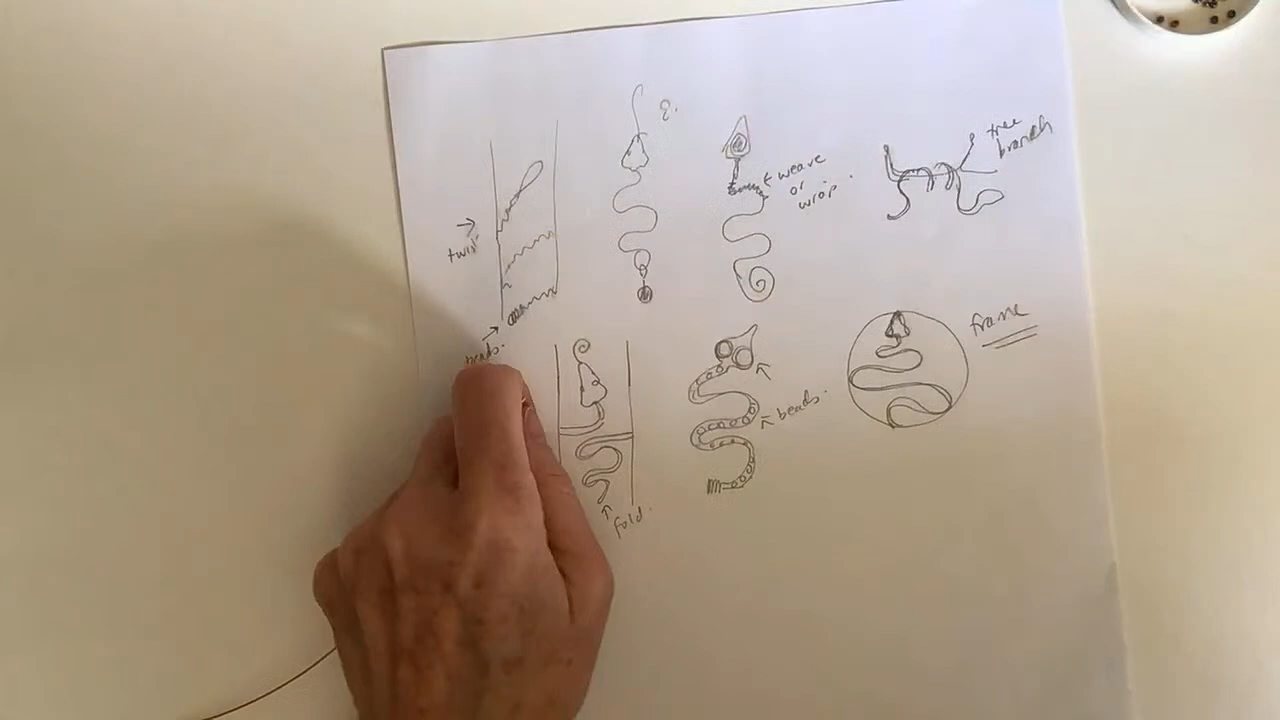 tree
branch
weave
or
wrap.
twist
beads.
frame
beads.
fold.